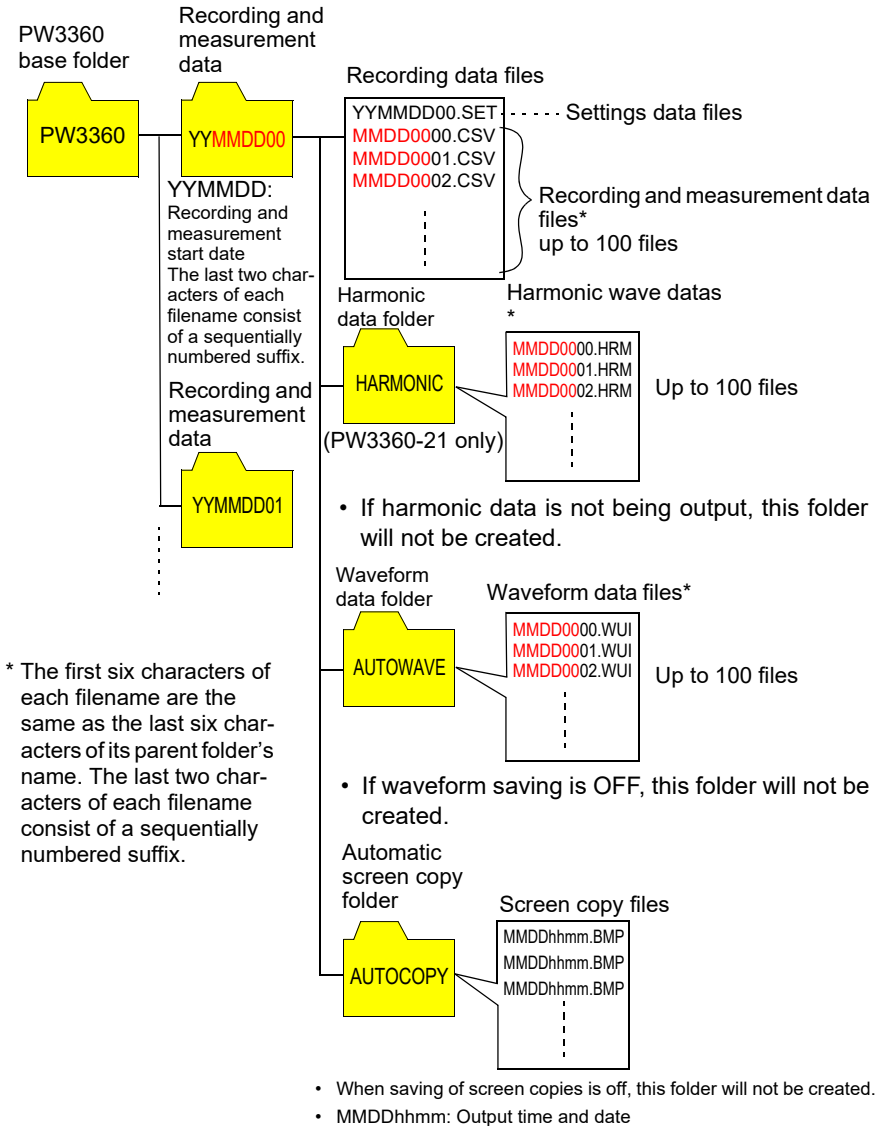 PW3360
base folder
PW3360
Recording and
measurement
data
YYMMDD00
YYMMDD:
Recording and
measurement
start date
The last two char-
acters of each
filename consist
of a sequentially
numbered suffix.
Recording and
measurement
data
YYMMDD01
* The first six characters of
each filename are the
same as the last six char-
acters of its parent folder's
name. The last two char-
acters of each filename
consist of a sequentially
numbered suffix.
Recording data files
YYMMDD00.SET
Settings data files
MMDD0000.CSV
MMDD0001.CSV
MMDD0002.CSV
Recording and measurement data
files*
up to 100 files
Harmonic
data folder
HARMONIC
(PW3360-21 only)
Harmonic wave datas
*
MMDD0000.HRM
MMDD0001.HRM
MMDD0002.HRM
Up to 100 files
• If harmonic data is not being output, this folder
will not be created.
Waveform
data folder
AUTOWAVE
Waveform data files*
MMDD0000.WUI
MMDD0001.WUI
MMDD0002.WUI
Up to 100 files
• If waveform saving is OFF, this folder will not be
created.
Automatic
screen copy
folder
AUTOCOPY
Screen copy files
MMDDhhmm.BMP
MMDDhhmm.BMP
MMDDhhmm.BMP
• When saving of screen copies is off, this folder will not be created.
• MMDDhhmm: Output time and date